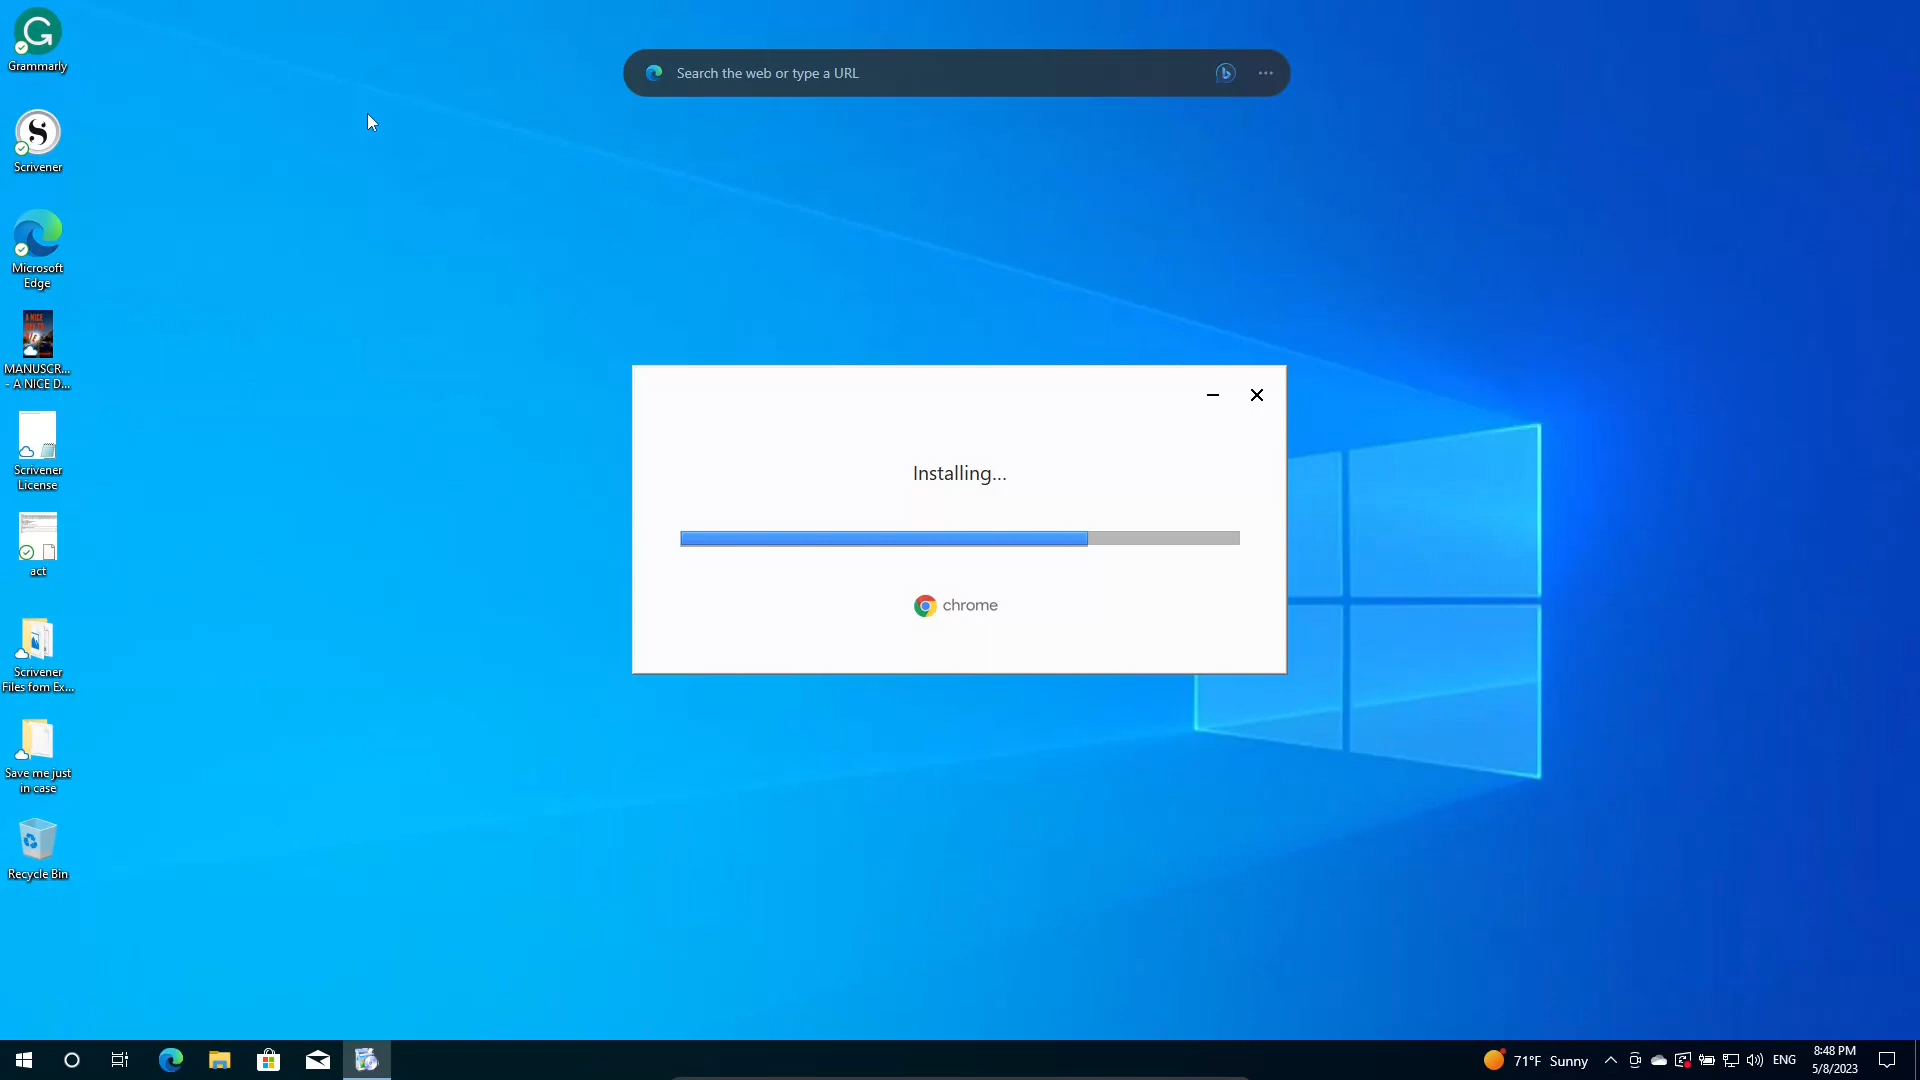 Grammarly
Scrivener
Microsoft
Edge
A NICE
MANUSCR...
- A NICE D...
Scrivener
License
act
Scrivener
Files fom Ex...
Save me just
in case
Recycle Bin
Search the web or type a URL
Installing...
chrome
71°F Sunny
ENG
8:48 PM
5/8/2023